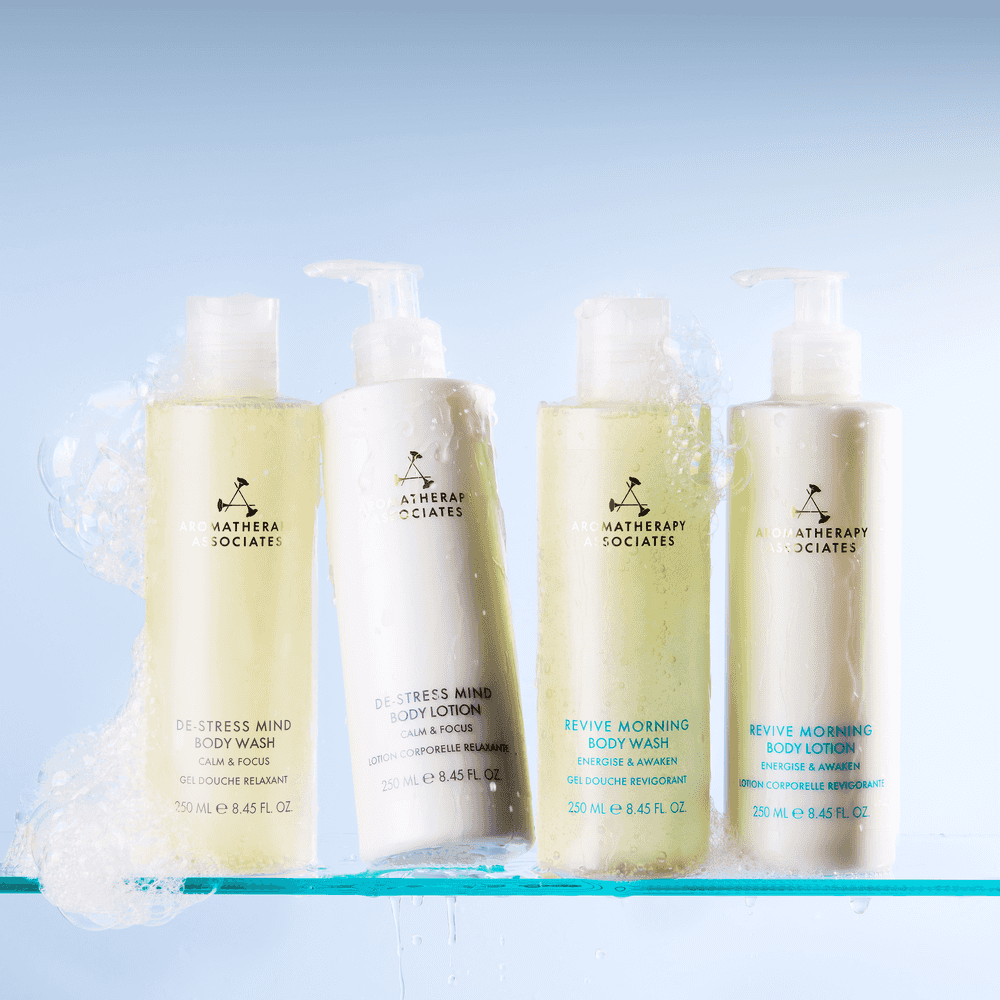 AROMATHERAPY
ASSOCIATES
DE-STRESS MIND
BODY WASH
CALM & FOCUS
GEL DOUCHE RELAXANT
250 ML ℮ 8.45 FL. OZ.
AROMATHERAPY
ASSOCIATES
DE-STRESS MIND
BODY LOTION
CALM & FOCUS
LOTION CORPORELLE RELAXANTE
250 ML ℮ 8.45 FL. OZ.
AROMATHERAPY
ASSOCIATES
REVIVE MORNING
BODY WASH
ENERGISE & AWAKEN
GEL DOUCHE REVIGORANT
250 ML ℮ 8.45 FL. OZ.
AROMATHERAPY
ASSOCIATES
REVIVE MORNING
BODY LOTION
ENERGISE & AWAKEN
LOTION CORPORELLE REVIGORANTE
250 ML ℮ 8.45 FL. OZ.